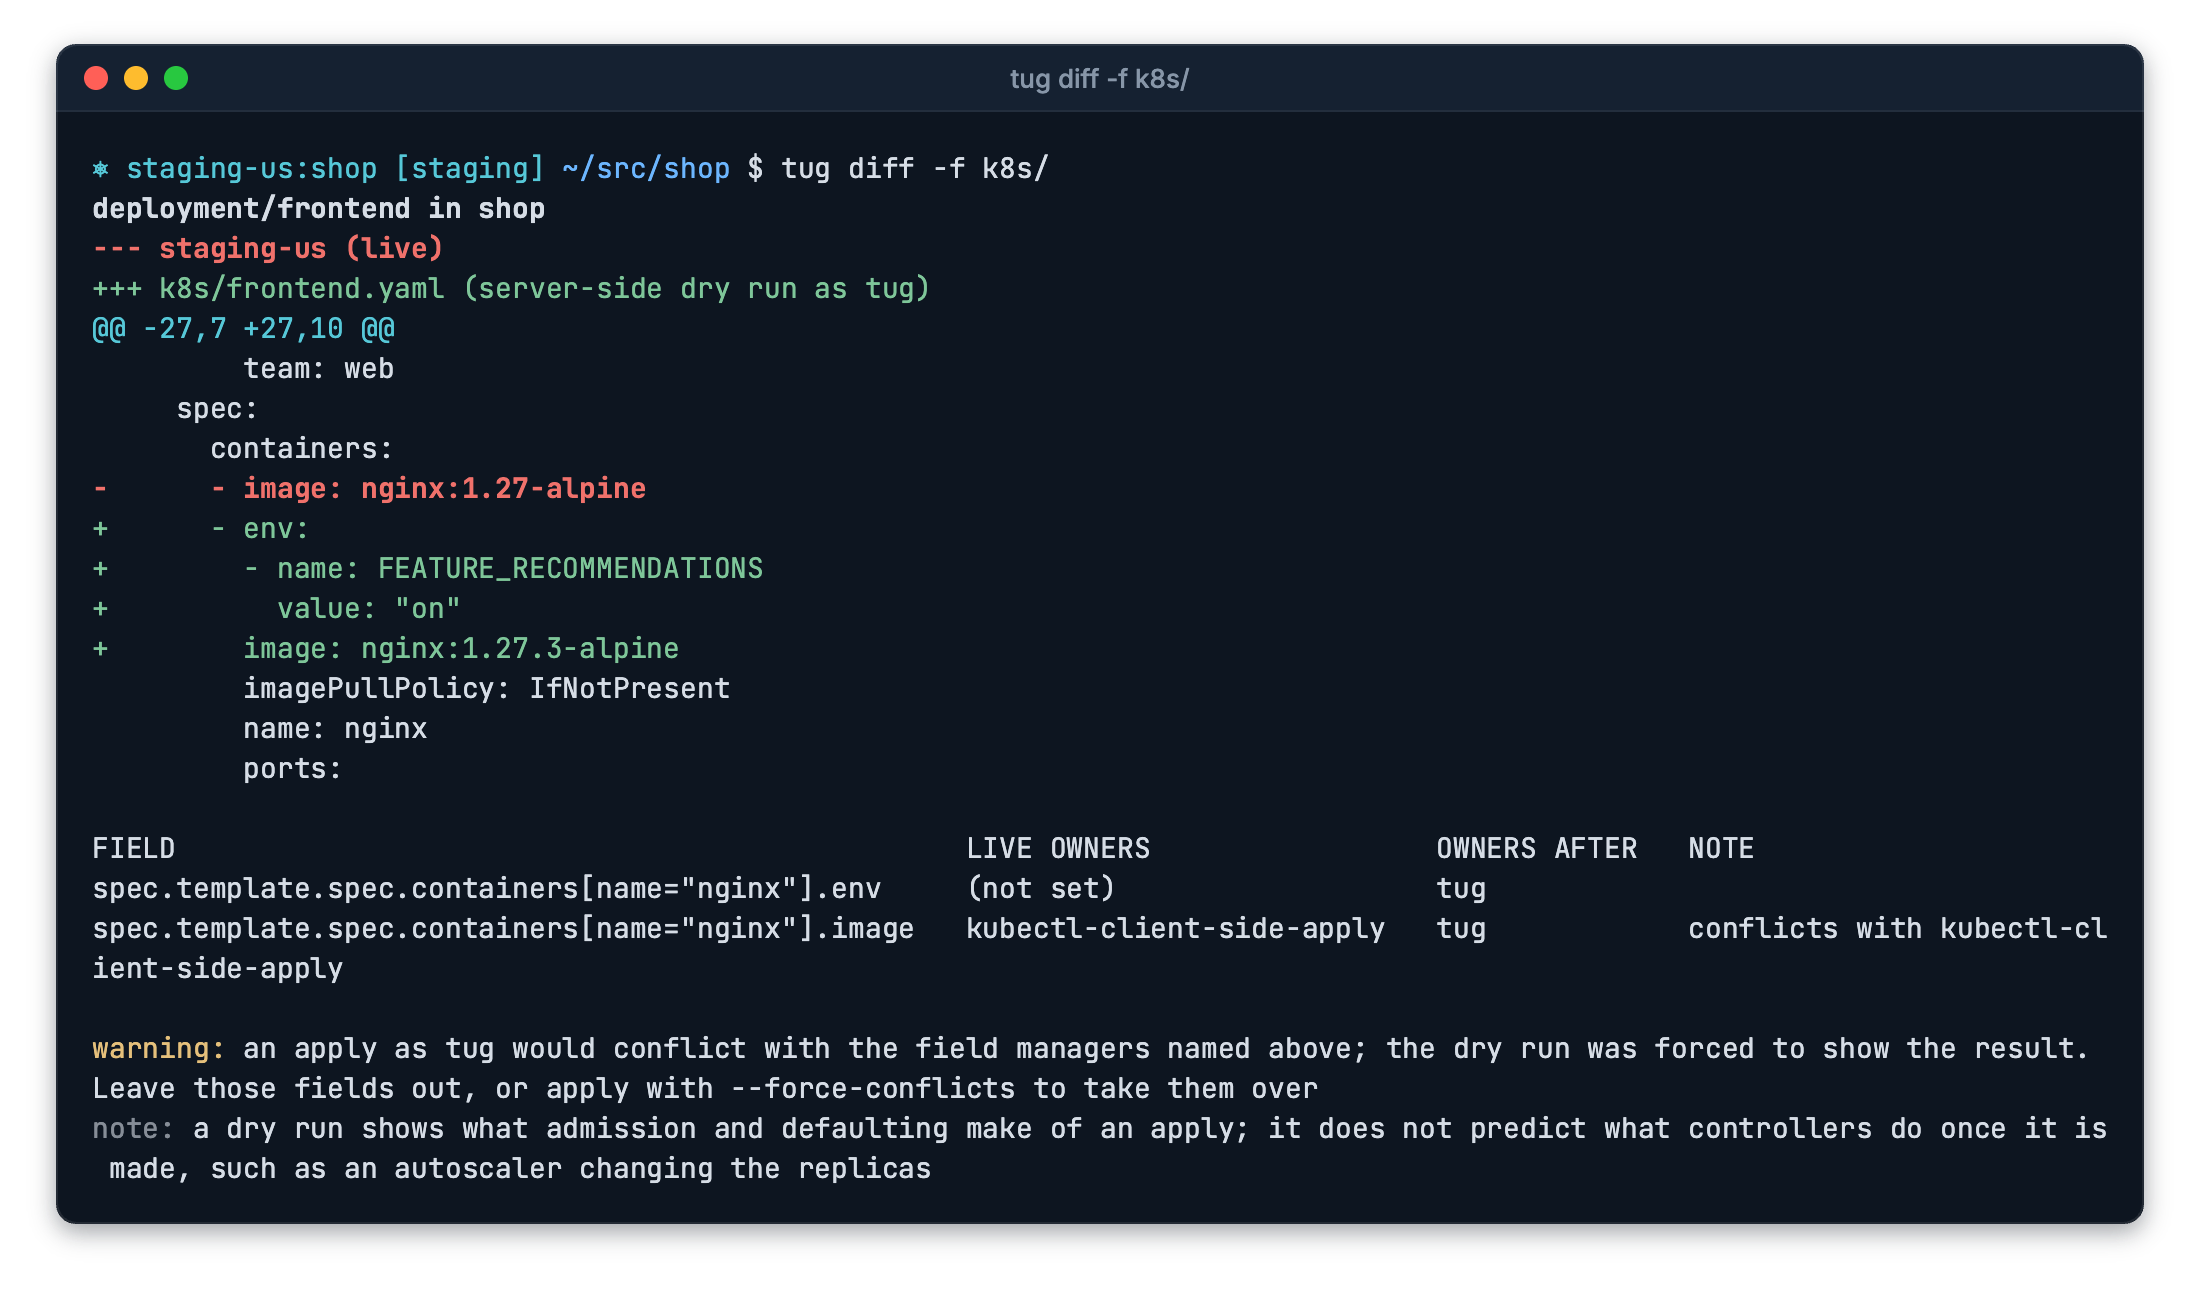 tug diff -f k8s/
⎈ staging-us:shop [staging] ~/src/shop $ tug diff -f k8s/
deployment/frontend in shop
--- staging-us (live)
+++ k8s/frontend.yaml (server-side dry run as tug)
@@ -27,7 +27,10 @@
         team: web
     spec:
       containers:
-      - image: nginx:1.27-alpine
+      - env:
+        - name: FEATURE_RECOMMENDATIONS
+          value: "on"
+        image: nginx:1.27.3-alpine
         imagePullPolicy: IfNotPresent
         name: nginx
         ports:
FIELD                                               LIVE OWNERS                 OWNERS AFTER   NOTE
spec.template.spec.containers[name="nginx"].env     (not set)                   tug
spec.template.spec.containers[name="nginx"].image   kubectl-client-side-apply   tug            conflicts with kubectl-cl
ient-side-apply
warning: an apply as tug would conflict with the field managers named above; the dry run was forced to show the result.
Leave those fields out, or apply with --force-conflicts to take them over
note: a dry run shows what admission and defaulting make of an apply; it does not predict what controllers do once it is
 made, such as an autoscaler changing the replicas